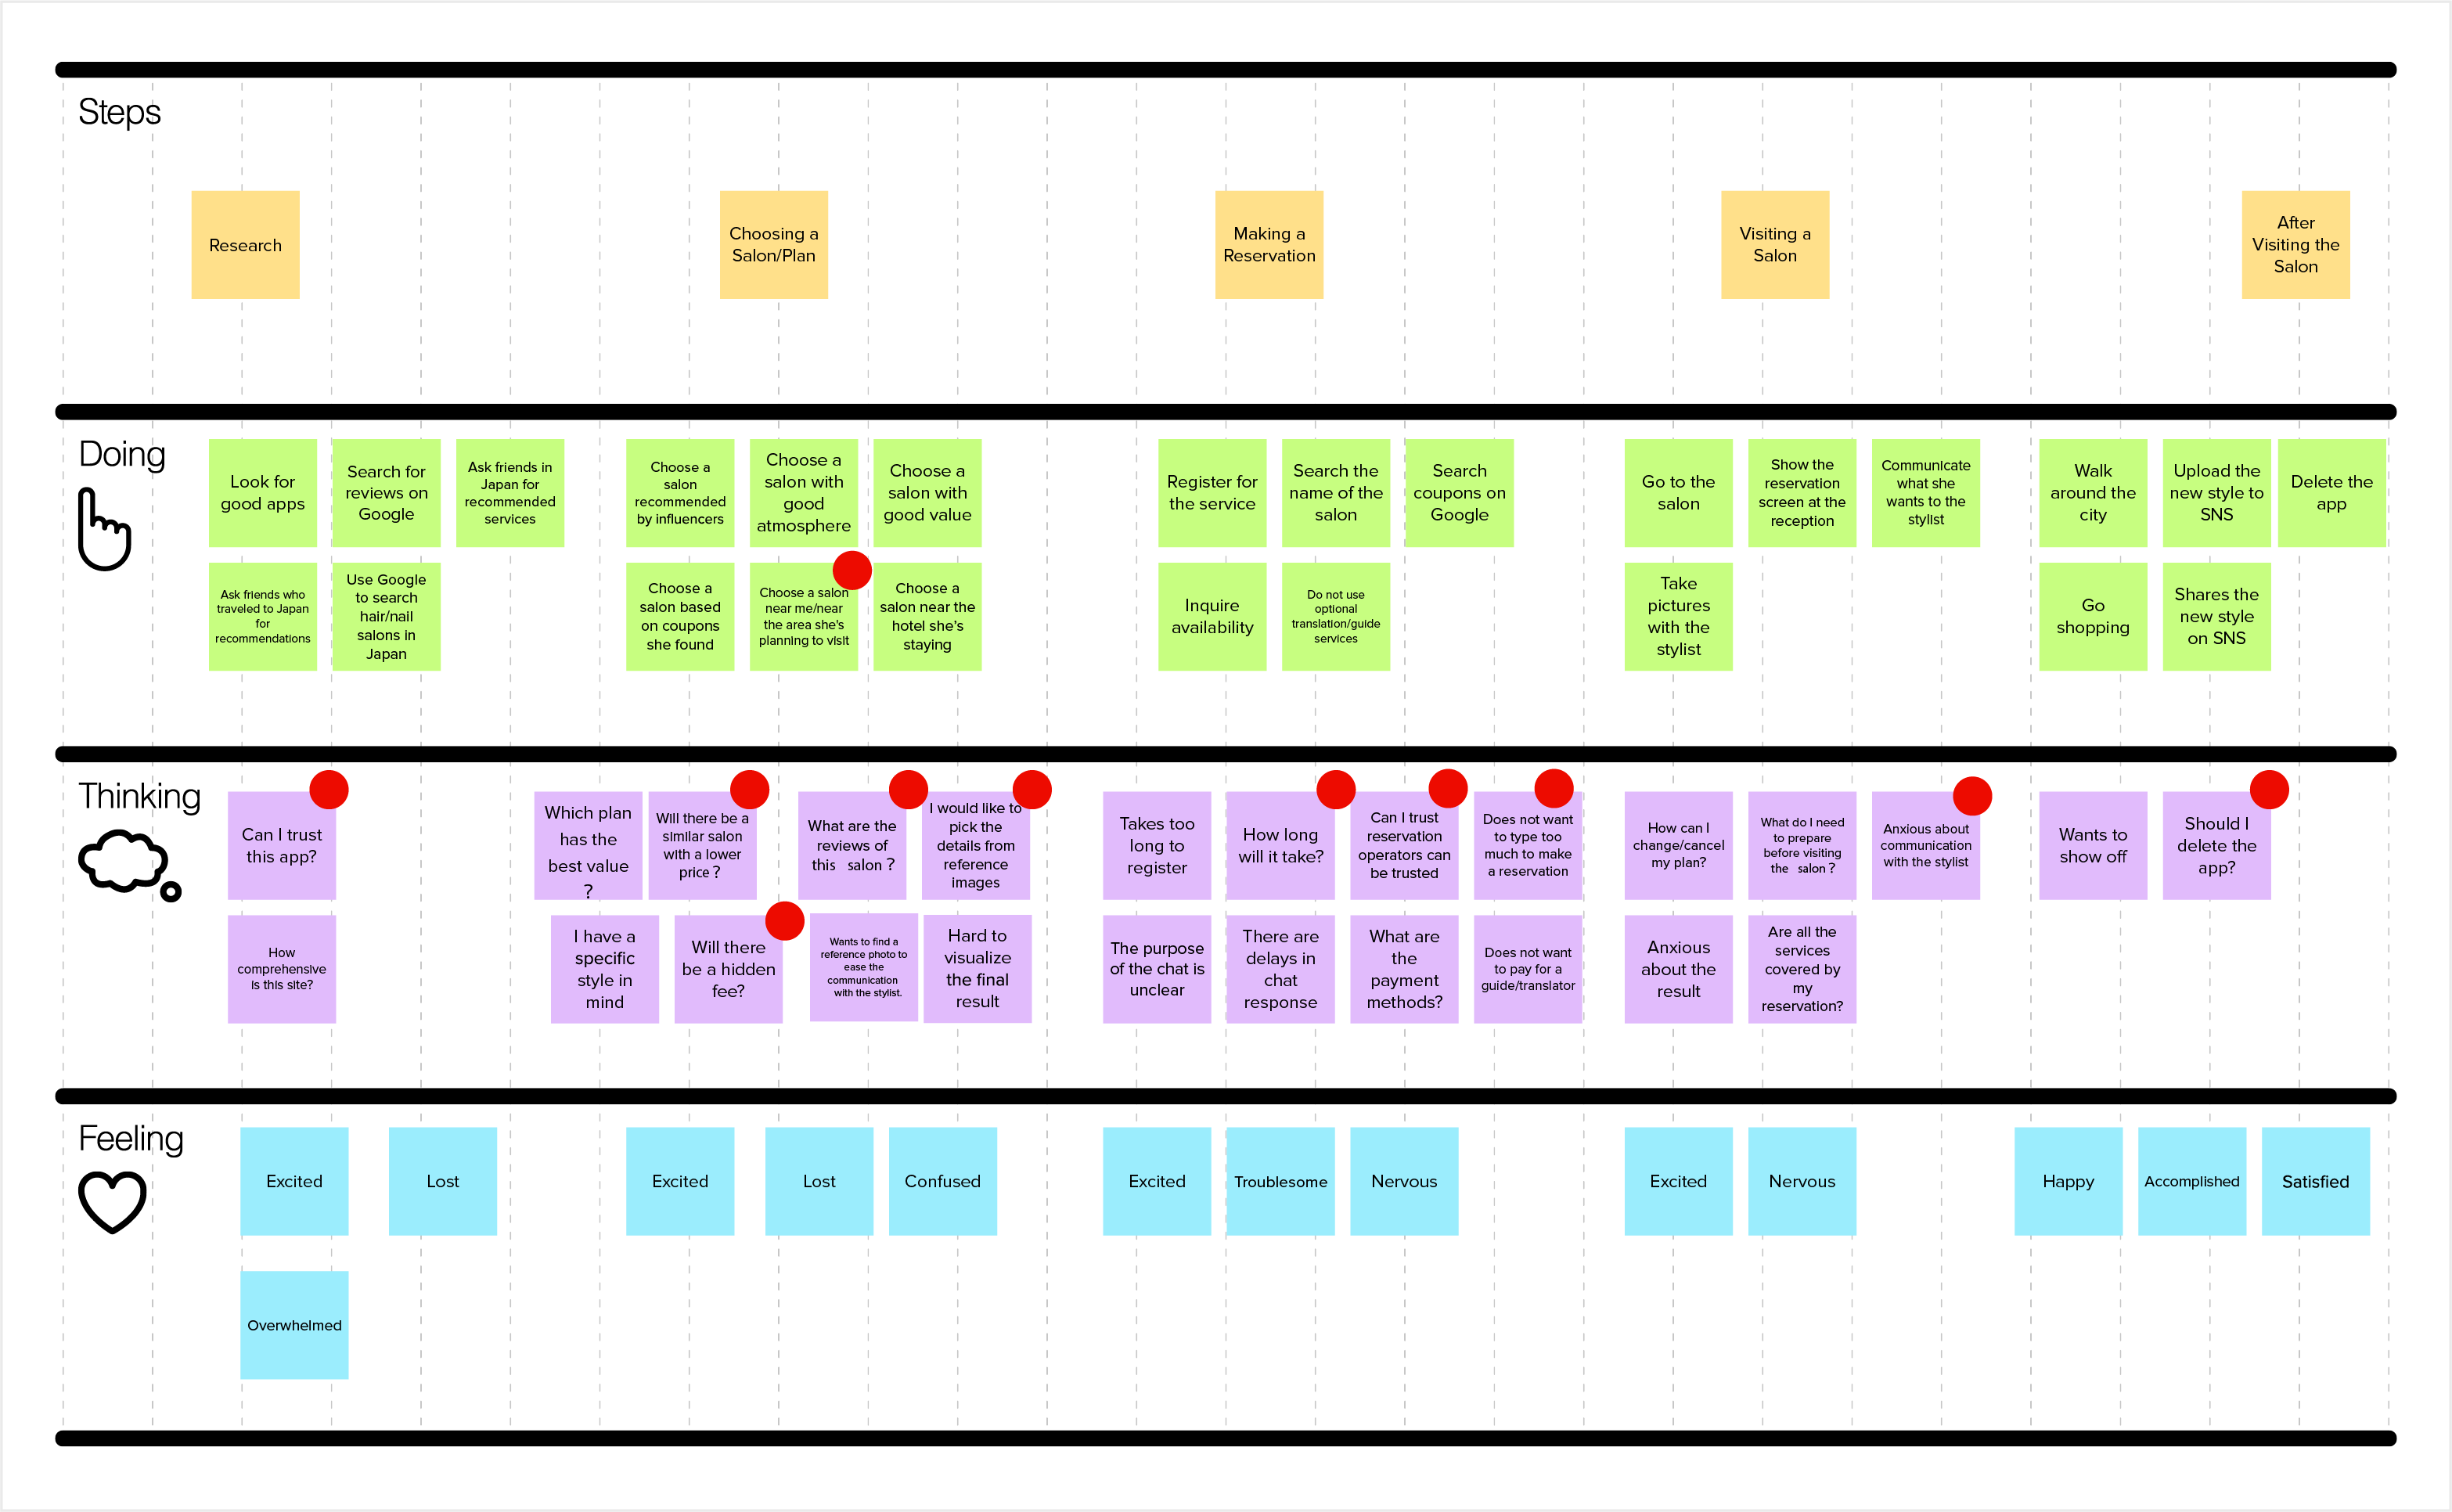 Steps
Research
Choosing a
Salon/Plan
Making a
Reservation
Visiting a
Salon
After
Visiting the
Salon
Doing
Look for
good apps
Search for
reviews on
Google
Ask friends in
Japan for
recommended
services
Choose a
salon
recommended
by influencers
Choose a
salon with
good
atmosphere
Choose a
salon with
good value
Register for
the service
Search the
name of the
salon
Search
coupons on
Google
Go to the
salon
Show the
reservation
screen at the
reception
Communicate
what she
wants to the
stylist
Walk
around the
city
Upload the
new style to
SNS
Delete the
app
Ask friends who
traveled to Japan
for
recommendations
Use Google
to search
hair/nail
salons in
Japan
Choose a
salon based
on coupons
she found
Choose a salon
near me/near
the area she's
planning to visit
Choose a
salon near the
hotel she's
staying
Inquire
availability
Do not use
optional
translation/guide
services
Take
pictures
with the
stylist
Go
shopping
Shares the
new style
on SNS
Thinking
Can I trust
this app?
Which plan
has the
best value
?
Will there be a
similar salon
with a lower
price ?
What are the
reviews of
this salon ?
I would like to
pick the
details from
reference
images
Takes too
long to
register
How long
will it take?
Can I trust
reservation
operators can
be trusted
Does not want
to type too
much to make
a reservation
How can I
change/cancel
my plan?
What do I need
to prepare
before visiting
the salon ?
Anxious about
communication
with the stylist
Wants to
show off
Should I
delete the
app?
How
comprehensive
is this site?
I have a
specific
style in
mind
Will there
be a hidden
fee?
Wants to find a
reference photo to
ease the
communication
with the stylist.
Hard to
visualize
the final
result
The purpose
of the chat is
unclear
There are
delays in
chat
response
What are
the
payment
methods?
Does not want
to pay for a
guide/translator
Anxious
about the
result
Are all the
services
covered by
my
reservation?
Feeling
Excited
Lost
Excited
Lost
Confused
Excited
Troublesome
Nervous
Excited
Nervous
Happy
Accomplished
Satisfied
Overwhelmed